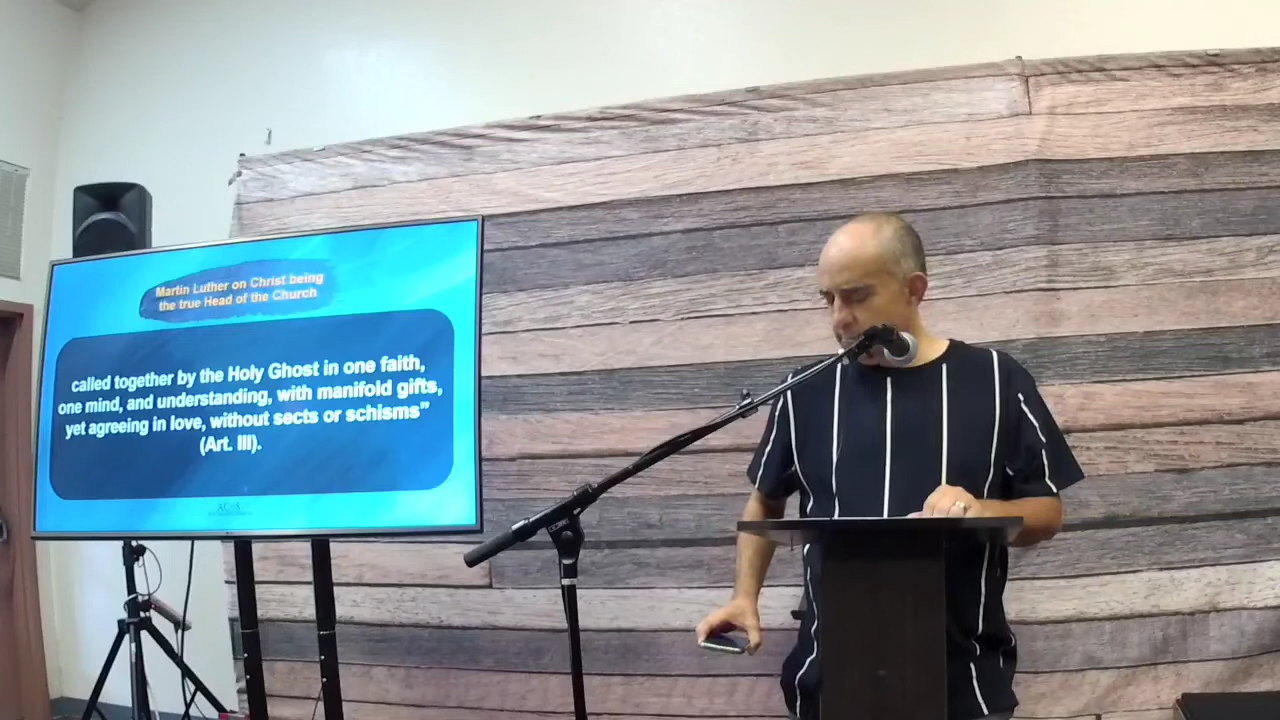 Martin Luther on Christ being
the true Head of the Church
called together by the Holy Ghost in one faith,
one mind, and understanding, with manifold gifts,
yet agreeing in love, without sects or schisms”
(Art. III).